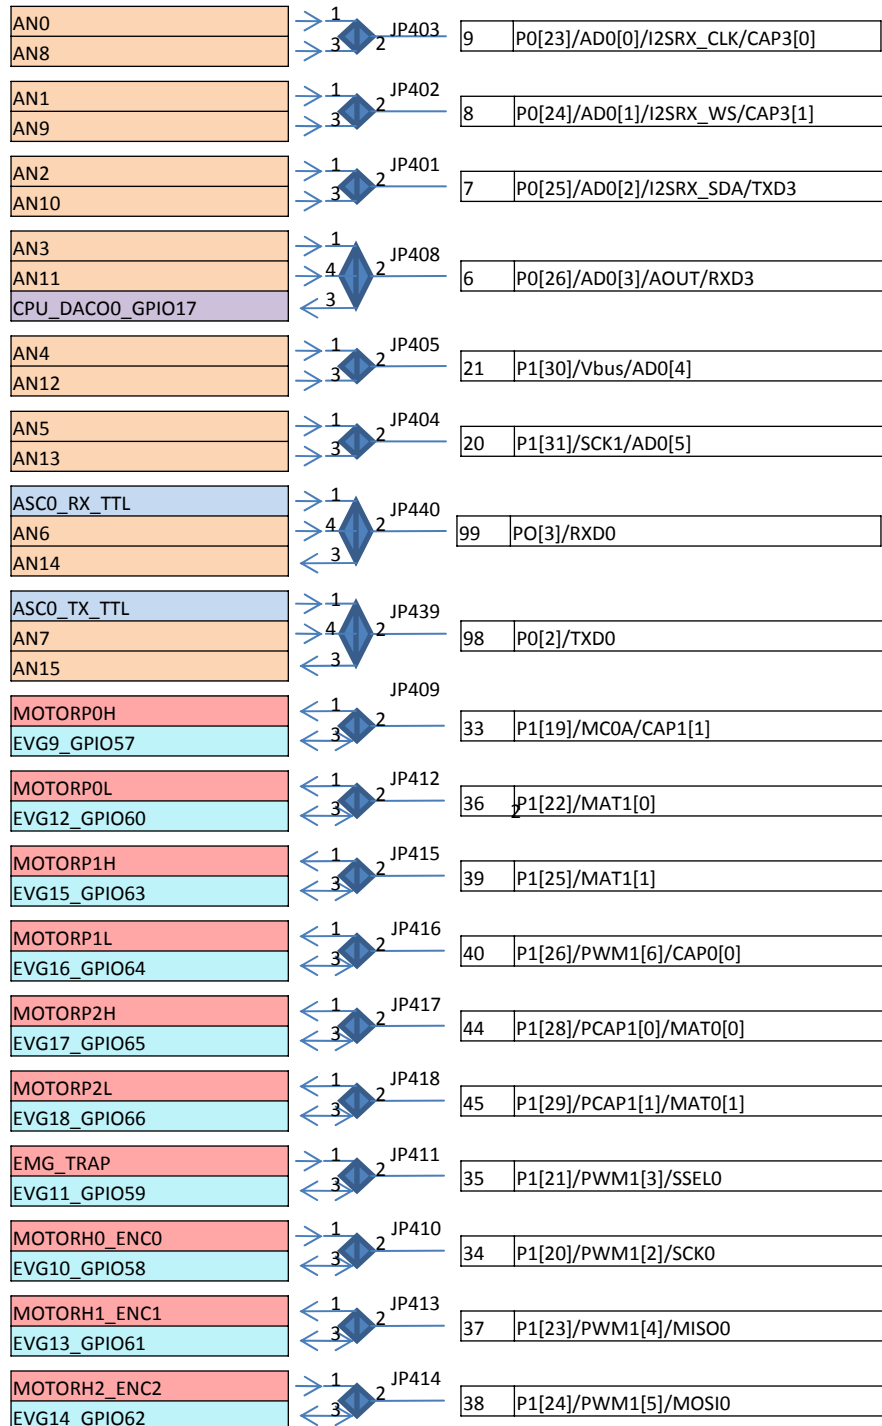 AN0 1 JP403 9 P0[23]/AD0[0]/I2SRX_CLK/CAP3[0]
AN8 3 2
AN1 1 JP402 8 P0[24]/AD0[1]/I2SRX_WS/CAP3[1]
AN9 3 2
AN2 1 JP401 7 P0[25]/AD0[2]/I2SRX_SDA/TXD3
AN10 3 2
AN3 1 JP408
AN11 4 2 6 P0[26]/AD0[3]/AOUT/RXD3
CPU_DACO0_GPIO17 3
AN4 1 JP405 21 P1[30]/Vbus/AD0[4]
AN12 3 2
AN5 1 JP404 20 P1[31]/SCK1/AD0[5]
AN13 3 2
ASC0_RX_TTL 1 JP440
AN6 4 2 99 PO[3]/RXD0
AN14 3
ASC0_TX_TTL 1 JP439
AN7 4 2 98 P0[2]/TXD0
AN15 3
MOTORP0H 1 JP409 33 P1[19]/MC0A/CAP1[1]
EVG9_GPIO57 3 2
MOTORP0L 1 JP412 36 P1[22]/MAT1[0]
EVG12_GPIO60 3 2 2
MOTORP1H 1 JP415 39 P1[25]/MAT1[1]
EVG15_GPIO63 3 2
MOTORP1L 1 JP416 40 P1[26]/PWM1[6]/CAP0[0]
EVG16_GPIO64 3 2
MOTORP2H 1 JP417 44 P1[28]/PCAP1[0]/MAT0[0]
EVG17_GPIO65 3 2
MOTORP2L 1 JP418 45 P1[29]/PCAP1[1]/MAT0[1]
EVG18_GPIO66 3 2
EMG_TRAP 1 JP411 35 P1[21]/PWM1[3]/SSEL0
EVG11_GPIO59 3 2
MOTORH0_ENC0 1 JP410 34 P1[20]/PWM1[2]/SCK0
EVG10_GPIO58 3 2
MOTORH1_ENC1 1 JP413 37 P1[23]/PWM1[4]/MISO0
EVG13_GPIO61 3 2
MOTORH2_ENC2 1 JP414 38 P1[24]/PWM1[5]/MOSI0
EVG14_GPIO62 3 2